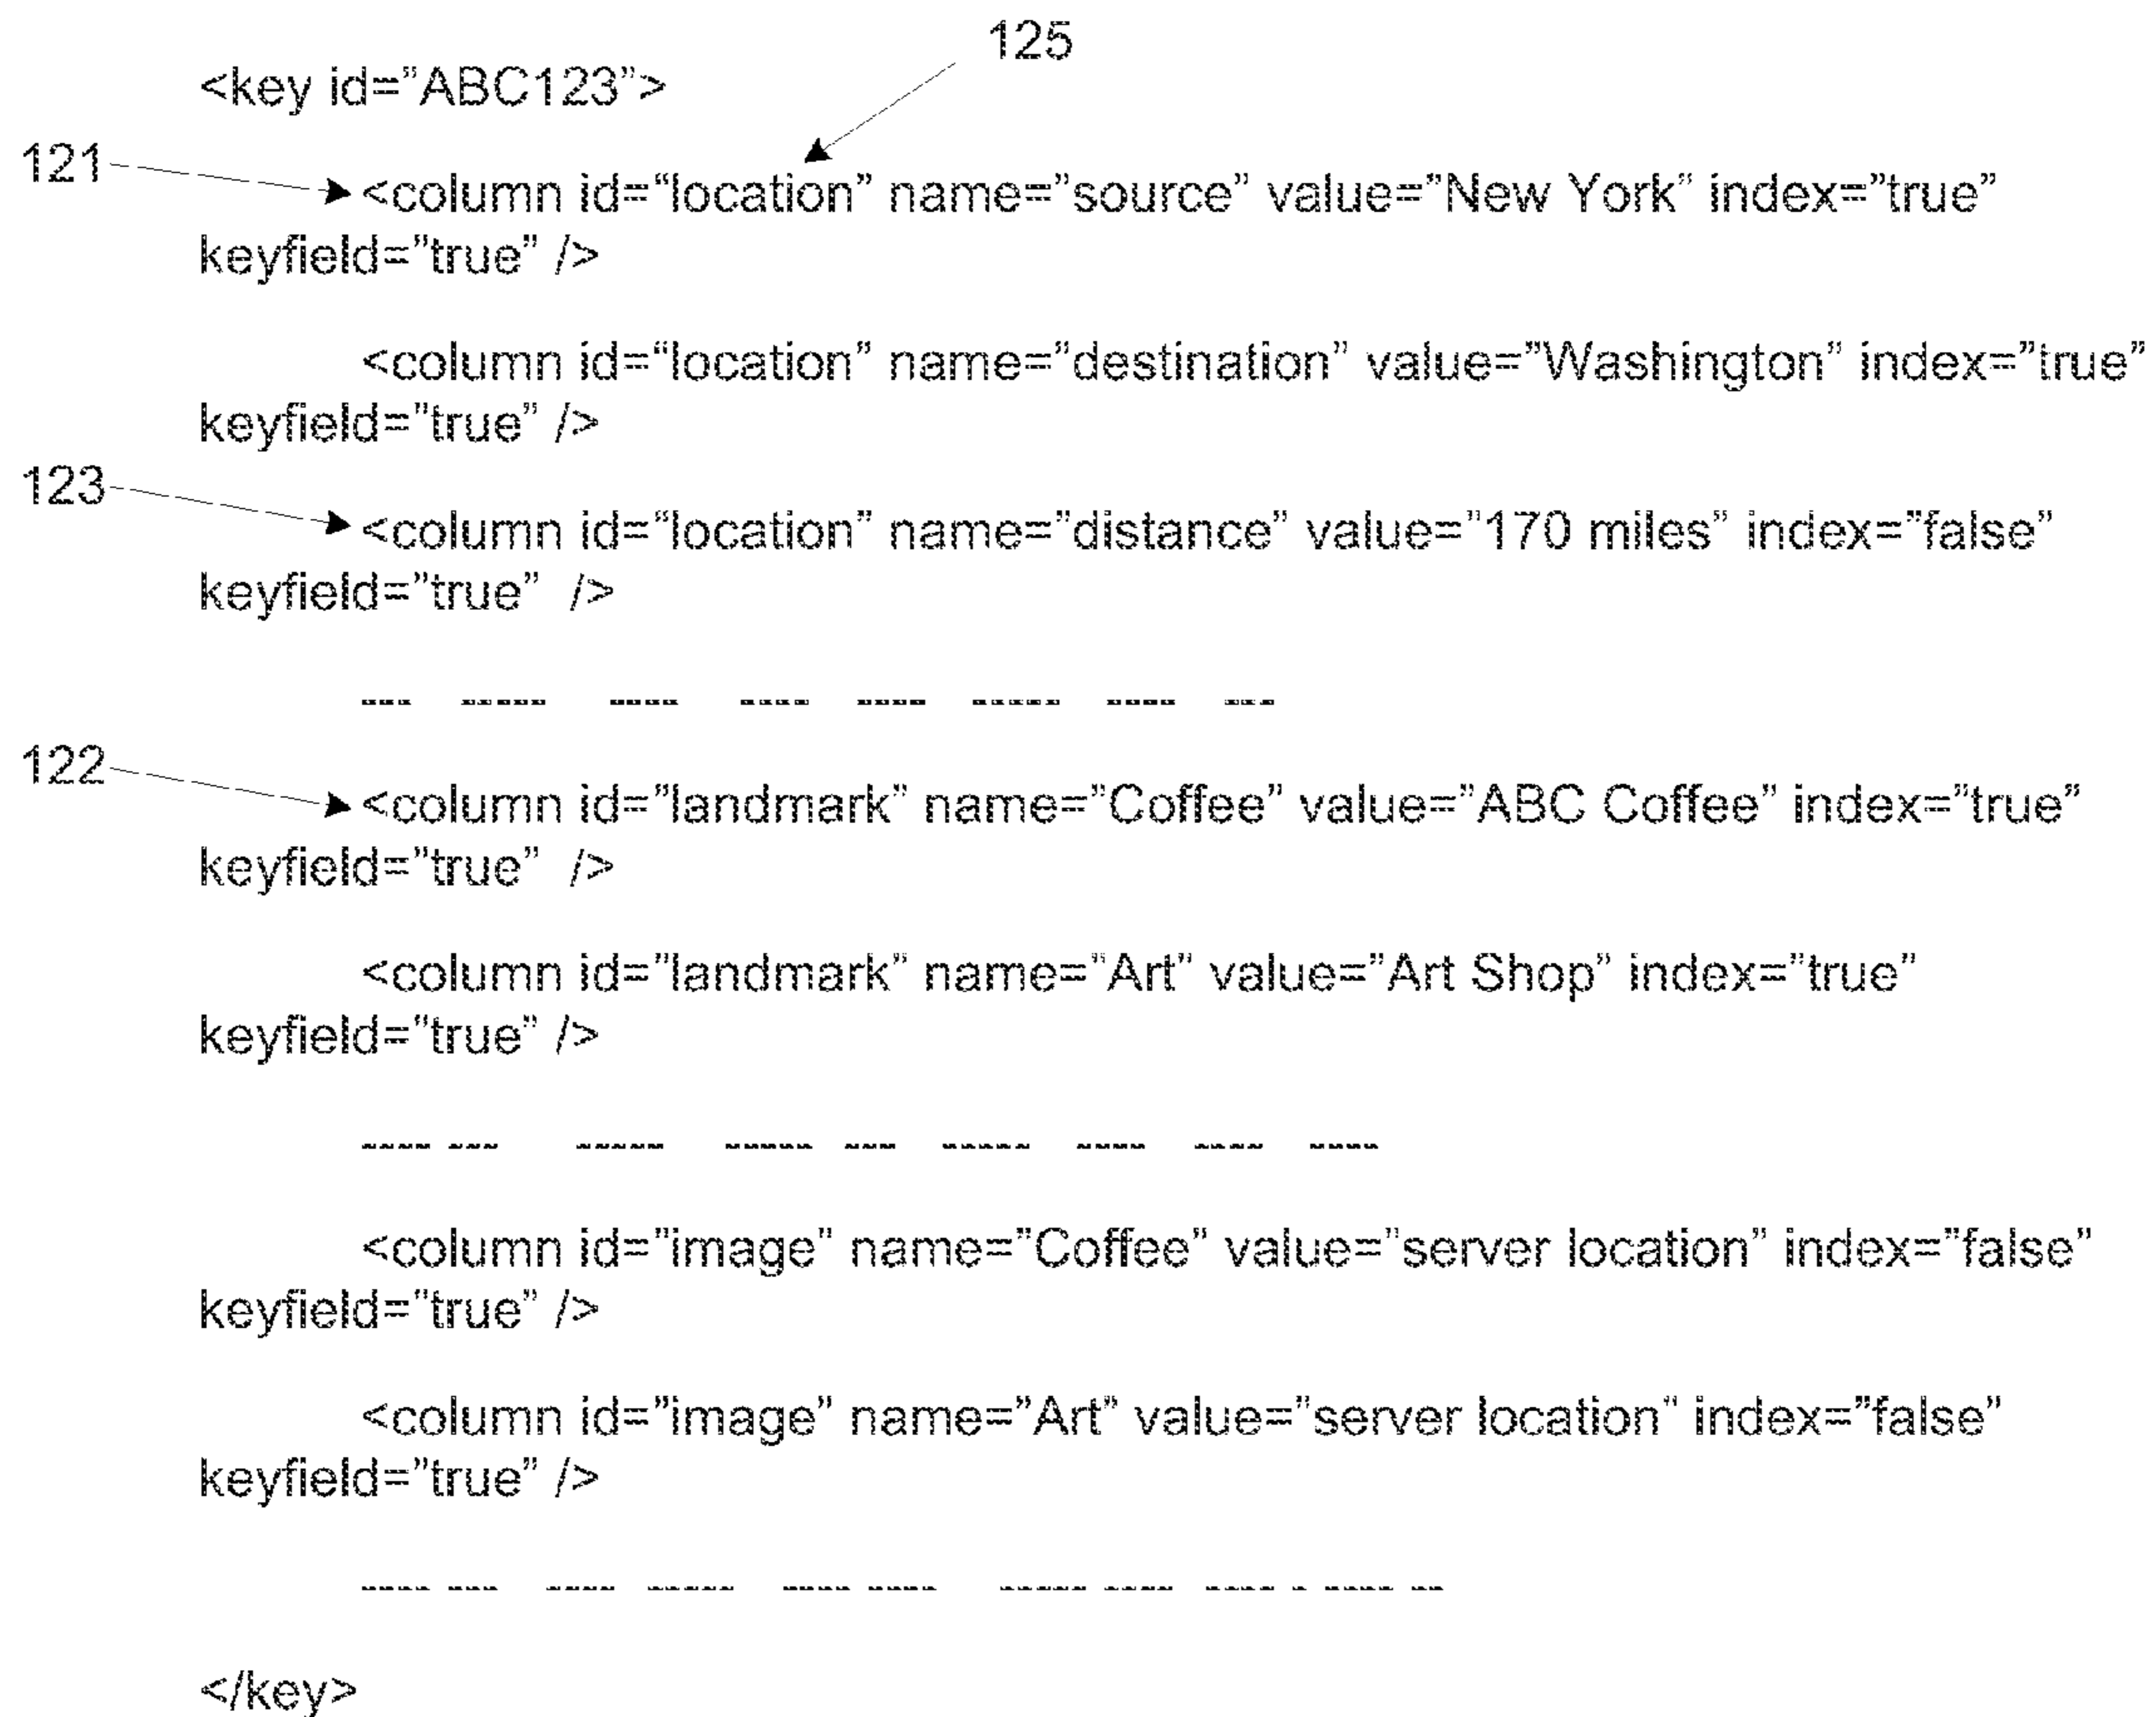 125
<key id=”ABC123”>
121
<column id=“location” name=”source” value=”New York” index=”true”
keyfield=”true” />
<column id=“location” name=”destination” value=”Washington” index=”true”
keyfield=”true” />
123
<column id=“location” name=”distance” value=”170 miles” index=”false”
keyfield=”true” />
--- ----- ---- ---- ---- ----- ---- ---
122
<column id=”landmark” name=”Coffee” value=”ABC Coffee” index=”true”
keyfield=”true” />
<column id=”landmark” name=”Art” value=”Art Shop” index=”true”
keyfield=”true” />
---- --- ----- ----- --- ----- ---- ---- ----
<column id=”image” name=”Coffee” value=”server location” index=”false”
keyfield=”true” />
<column id=”image” name=”Art” value=”server location” index=”false”
keyfield=”true” />
---- --- ---- ----- ---- ---- ----- ---- ---- - ---- --
</key>